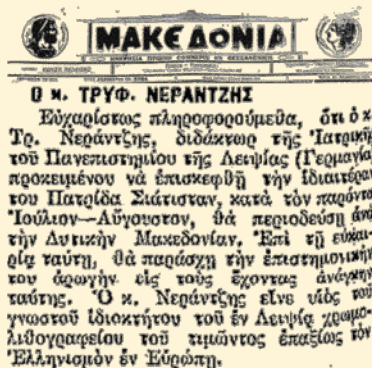 ΜΑΚΕΔΟΝΙΑ
Ο κ. ΤΡΥΦ. ΝΕΡΑΝΤΖΗΣ
Εὐχαρίστως πληροφορούμεθα, ὅτι ὁ κ
Τρ. Νεράντζης, διδάκτωρ τῆς Ἰατρικῆς
τοῦ Πανεπιστημίου τῆς Λειψίας (Γερμανία)
προκειμένου νὰ ἐπισκεφθῇ τὴν ἰδιαιτέραν
του Πατρίδα Σιάτισταν, κατὰ τὸν παρόντα
Ἰούλιον—Αὔγουστον, θὰ περιοδεύσῃ ἀνὰ
τὴν Δυτικὴν Μακεδονίαν. Ἐπὶ τῇ εὐκαι-
ρίᾳ ταύτῃ, θὰ παράσχῃ τὴν ἐπιστημονικήν
του ἀρωγὴν εἰς τοὺς ἔχοντας ἀνάγκην
ταύτης. Ὁ κ. Νεράντζης εἶνε υἱὸς τοῦ
γνωστοῦ ἰδιοκτήτου τοῦ ἐν Λειψίᾳ χρωμο-
λιθογραφείου τοῦ τιμῶντος ἐπαξίως τὸν
Ἑλληνισμὸν ἐν Εὐρώπῃ.